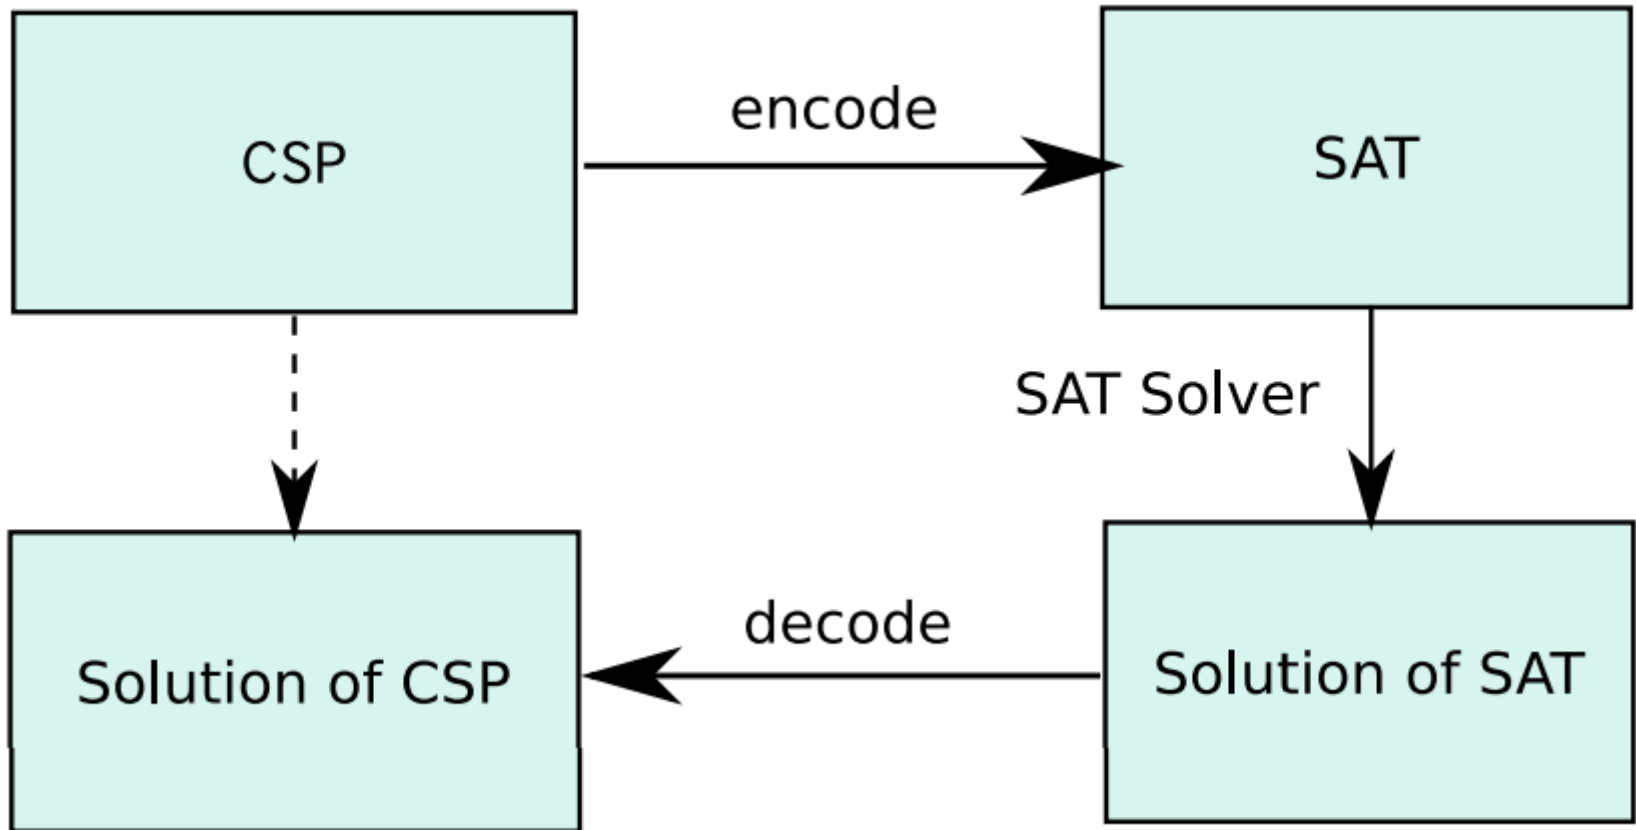 CSP
encode
SAT
SAT Solver
Solution of CSP
decode
Solution of SAT